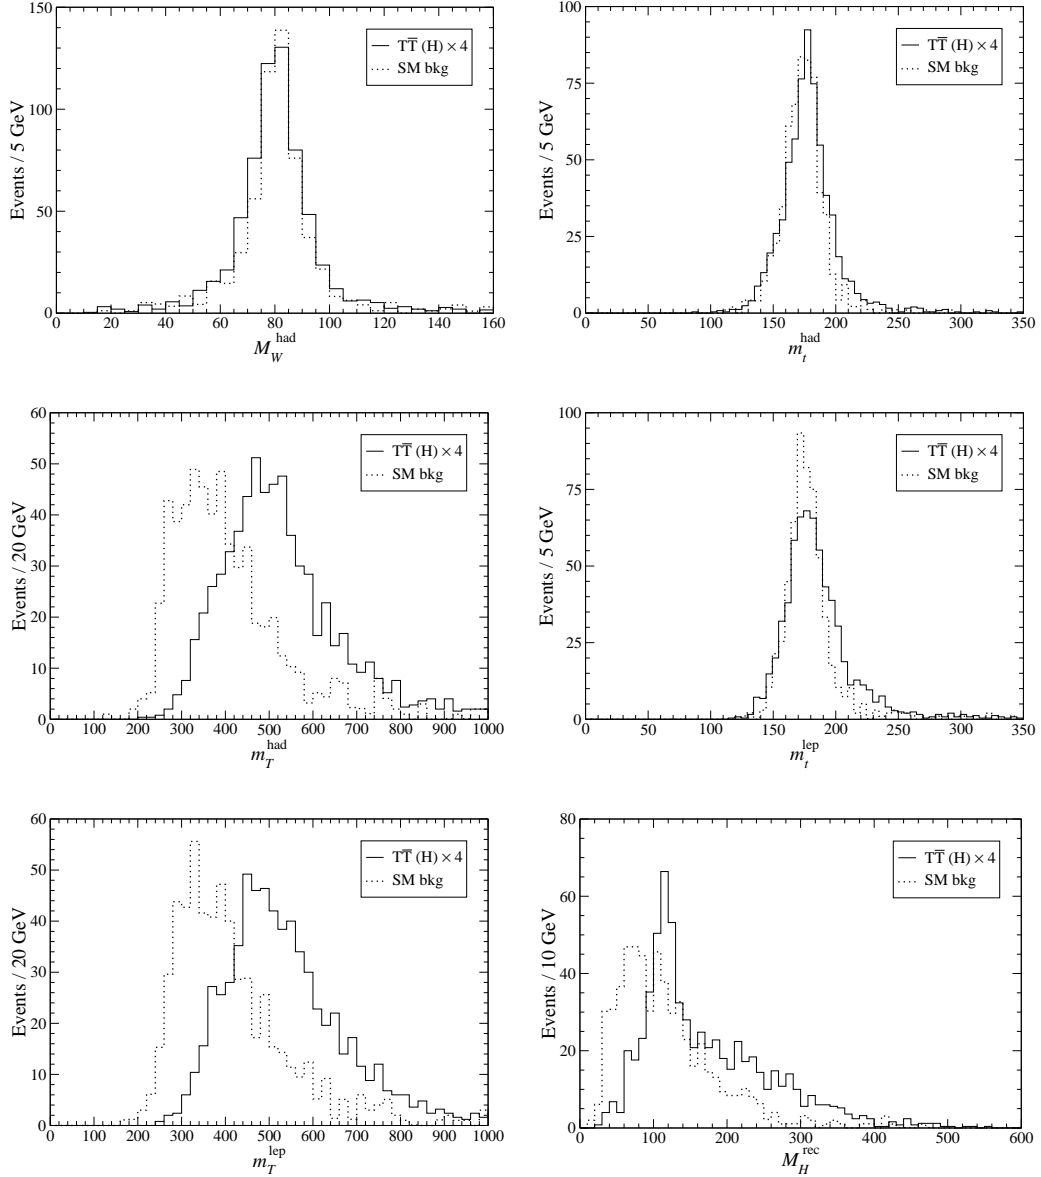 150
100
50
0
0 20 40 60 80 100 120 140 160
Events / 5 GeV
M_W^had
TT̅ (H) × 4
SM bkg
100
75
50
25
0
0 50 100 150 200 250 300 350
Events / 5 GeV
m_t^had
TT̅ (H) × 4
SM bkg
60
50
40
30
20
10
0
0 100 200 300 400 500 600 700 800 900 1000
Events / 20 GeV
m_T^had
TT̅ (H) × 4
SM bkg
100
75
50
25
0
0 50 100 150 200 250 300 350
Events / 5 GeV
m_t^lep
TT̅ (H) × 4
SM bkg
60
50
40
30
20
10
0
0 100 200 300 400 500 600 700 800 900 1000
Events / 20 GeV
m_T^lep
TT̅ (H) × 4
SM bkg
80
60
40
20
0
0 100 200 300 400 500 600
Events / 10 GeV
M_H^rec
TT̅ (H) × 4
SM bkg